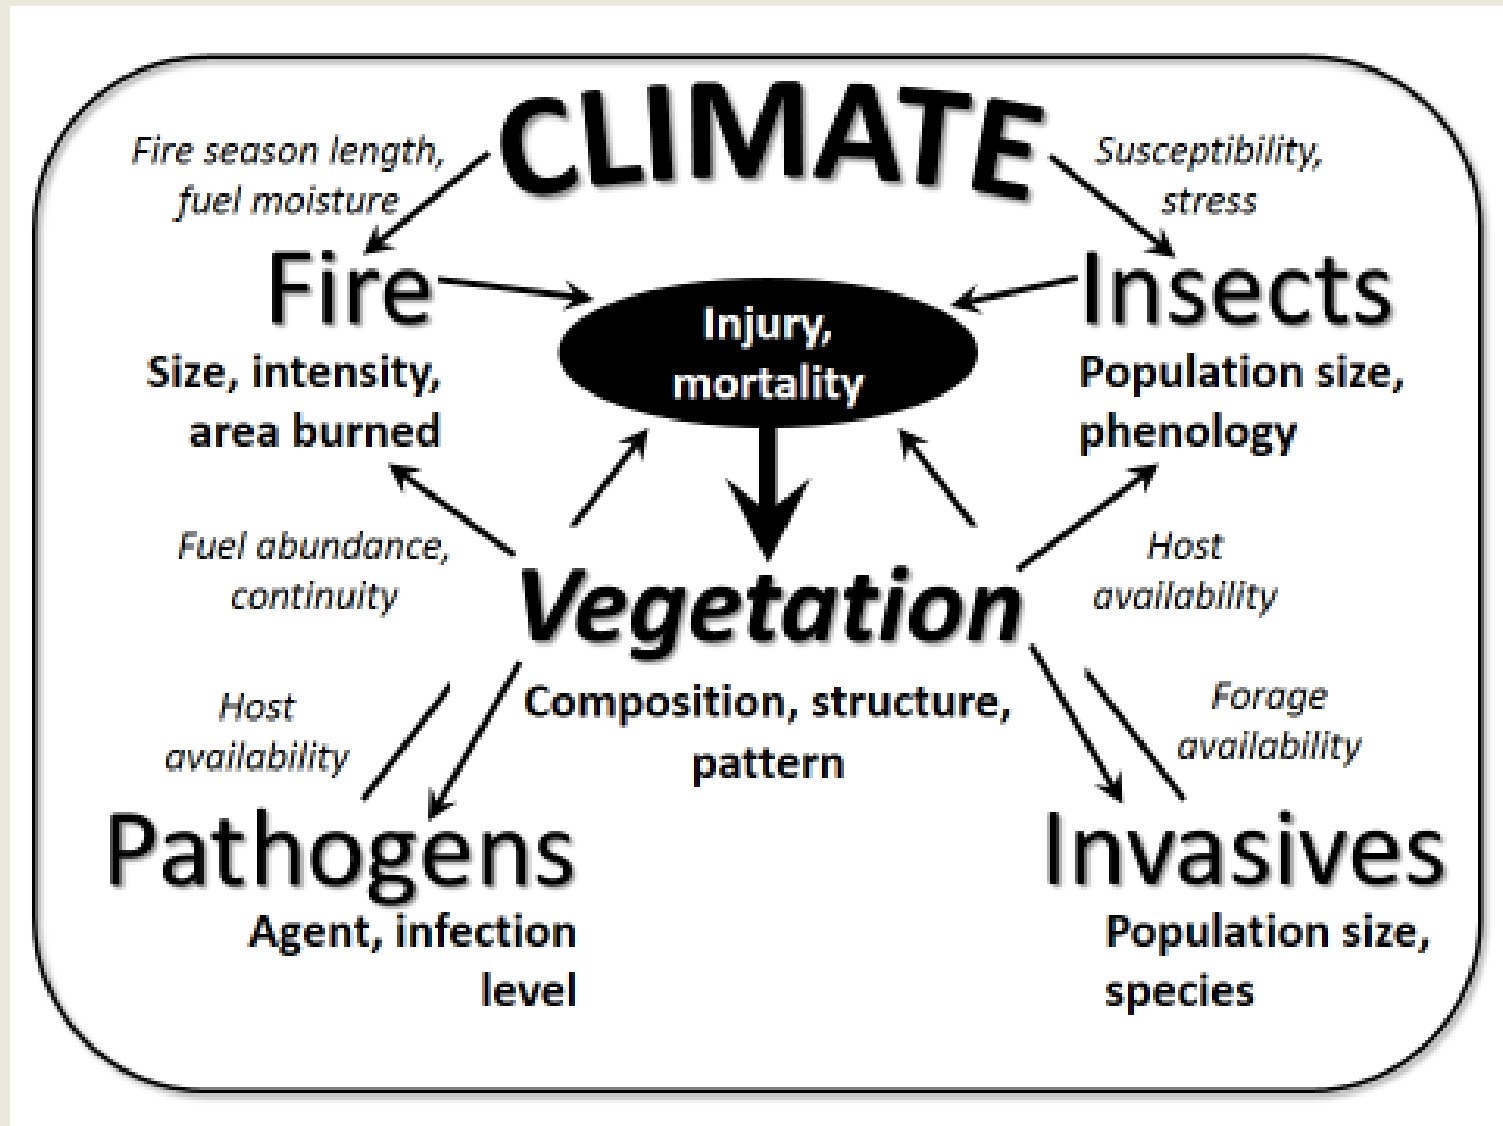 CLIMATE
Fire season length,
fuel moisture
Susceptibility,
stress
Fire
Insects
Injury,
mortality
Size, intensity,
area burned
Population size,
phenology
Fuel abundance,
continuity
Host
availability
Vegetation
Composition, structure,
pattern
Host
availability
Forage
availability
Pathogens
Invasives
Agent, infection
level
Population size,
species